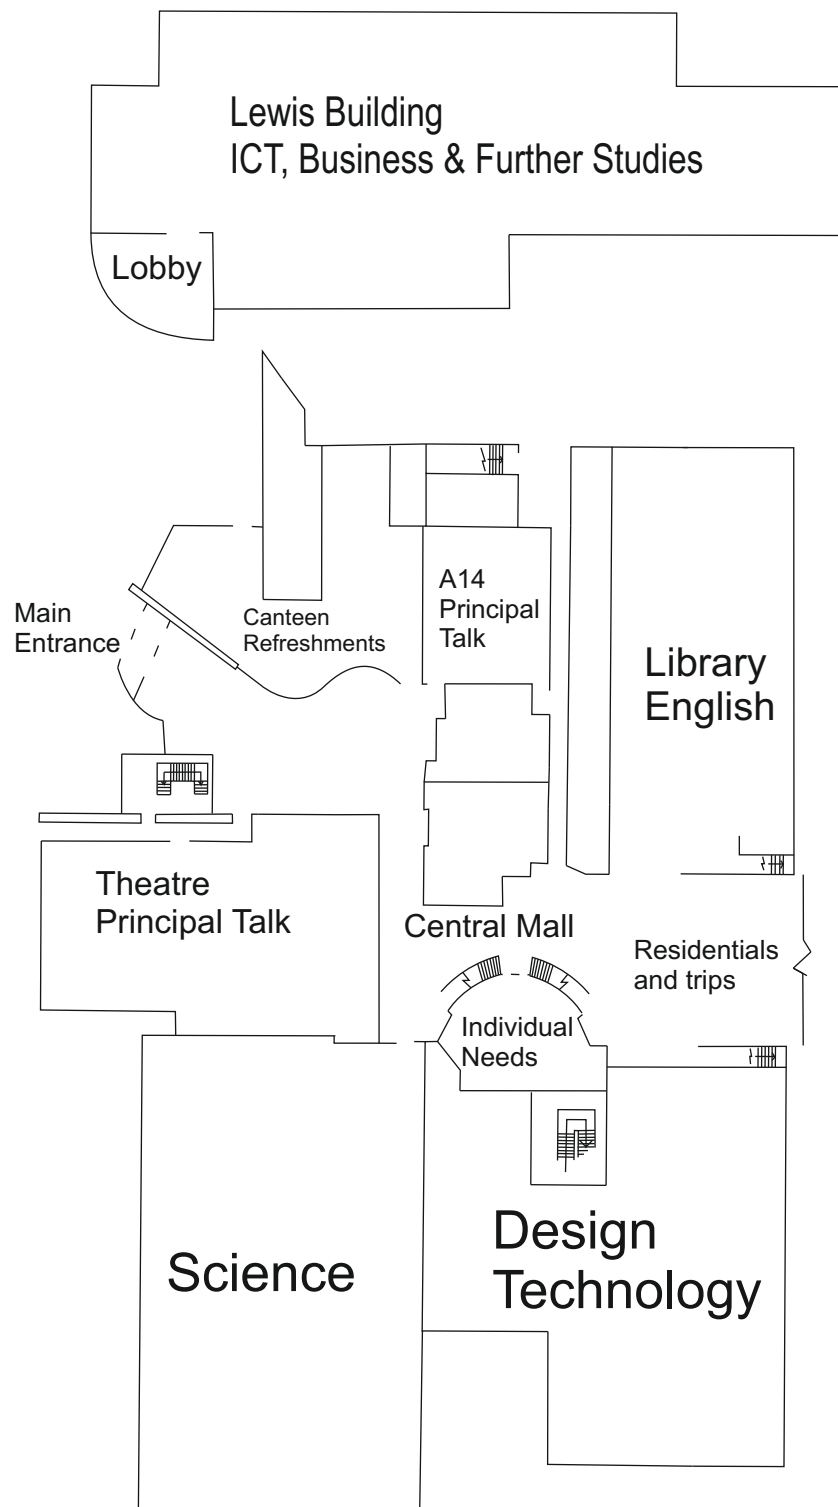 Lewis Building
ICT, Business & Further Studies
Lobby
A14
Principal
Talk
Main
Entrance
Canteen
Refreshments
Library
English
Theatre
Principal Talk
Central Mall
Residentials
and trips
Individual
Needs
Science
Design
Technology